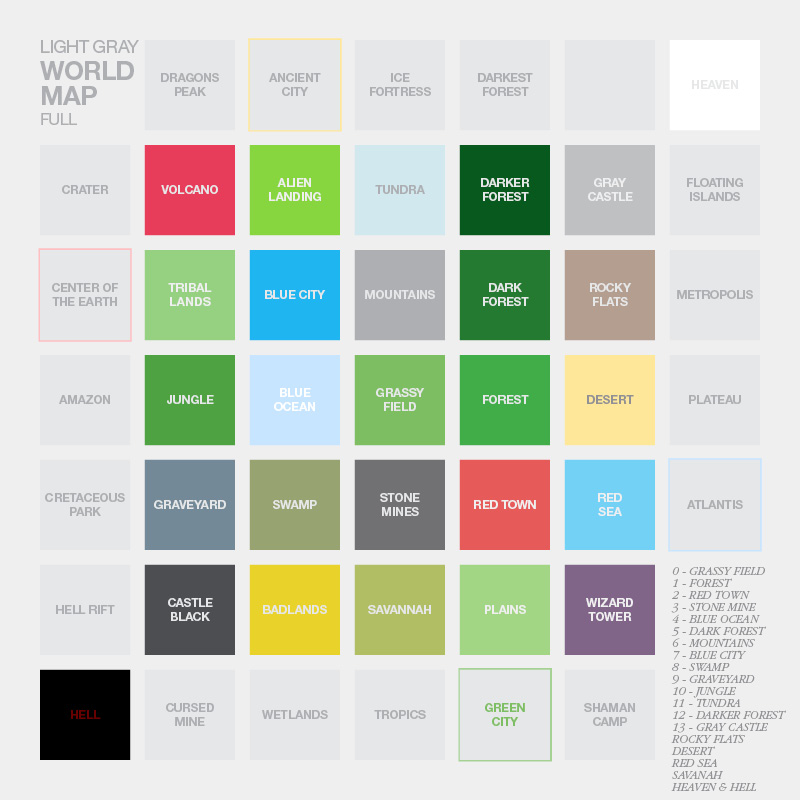 LIGHT GRAY
WORLD
MAP
FULL
DRAGONS
PEAK
ANCIENT
CITY
ICE
FORTRESS
DARKEST
FOREST
HEAVEN
CRATER
VOLCANO
ALIEN
LANDING
TUNDRA
DARKER
FOREST
GRAY
CASTLE
FLOATING
ISLANDS
CENTER OF
THE EARTH
TRIBAL
LANDS
BLUE CITY
MOUNTAINS
DARK
FOREST
ROCKY
FLATS
METROPOLIS
AMAZON
JUNGLE
BLUE
OCEAN
GRASSY
FIELD
FOREST
DESERT
PLATEAU
CRETACEOUS
PARK
GRAVEYARD
SWAMP
STONE
MINES
RED TOWN
RED
SEA
ATLANTIS
HELL RIFT
CASTLE
BLACK
BADLANDS
SAVANNAH
PLAINS
WIZARD
TOWER
HELL
CURSED
MINE
WETLANDS
TROPICS
GREEN
CITY
SHAMAN
CAMP
0 - GRASSY FIELD
1 - FOREST
2 - RED TOWN
3 - STONE MINE
4 - BLUE OCEAN
5 - DARK FOREST
6 - MOUNTAINS
7 - BLUE CITY
8 - SWAMP
9 - GRAVEYARD
10 - JUNGLE
11 - TUNDRA
12 - DARKER FOREST
13 - GRAY CASTLE
ROCKY FLATS
DESERT
RED SEA
SAVANAH
HEAVEN & HELL